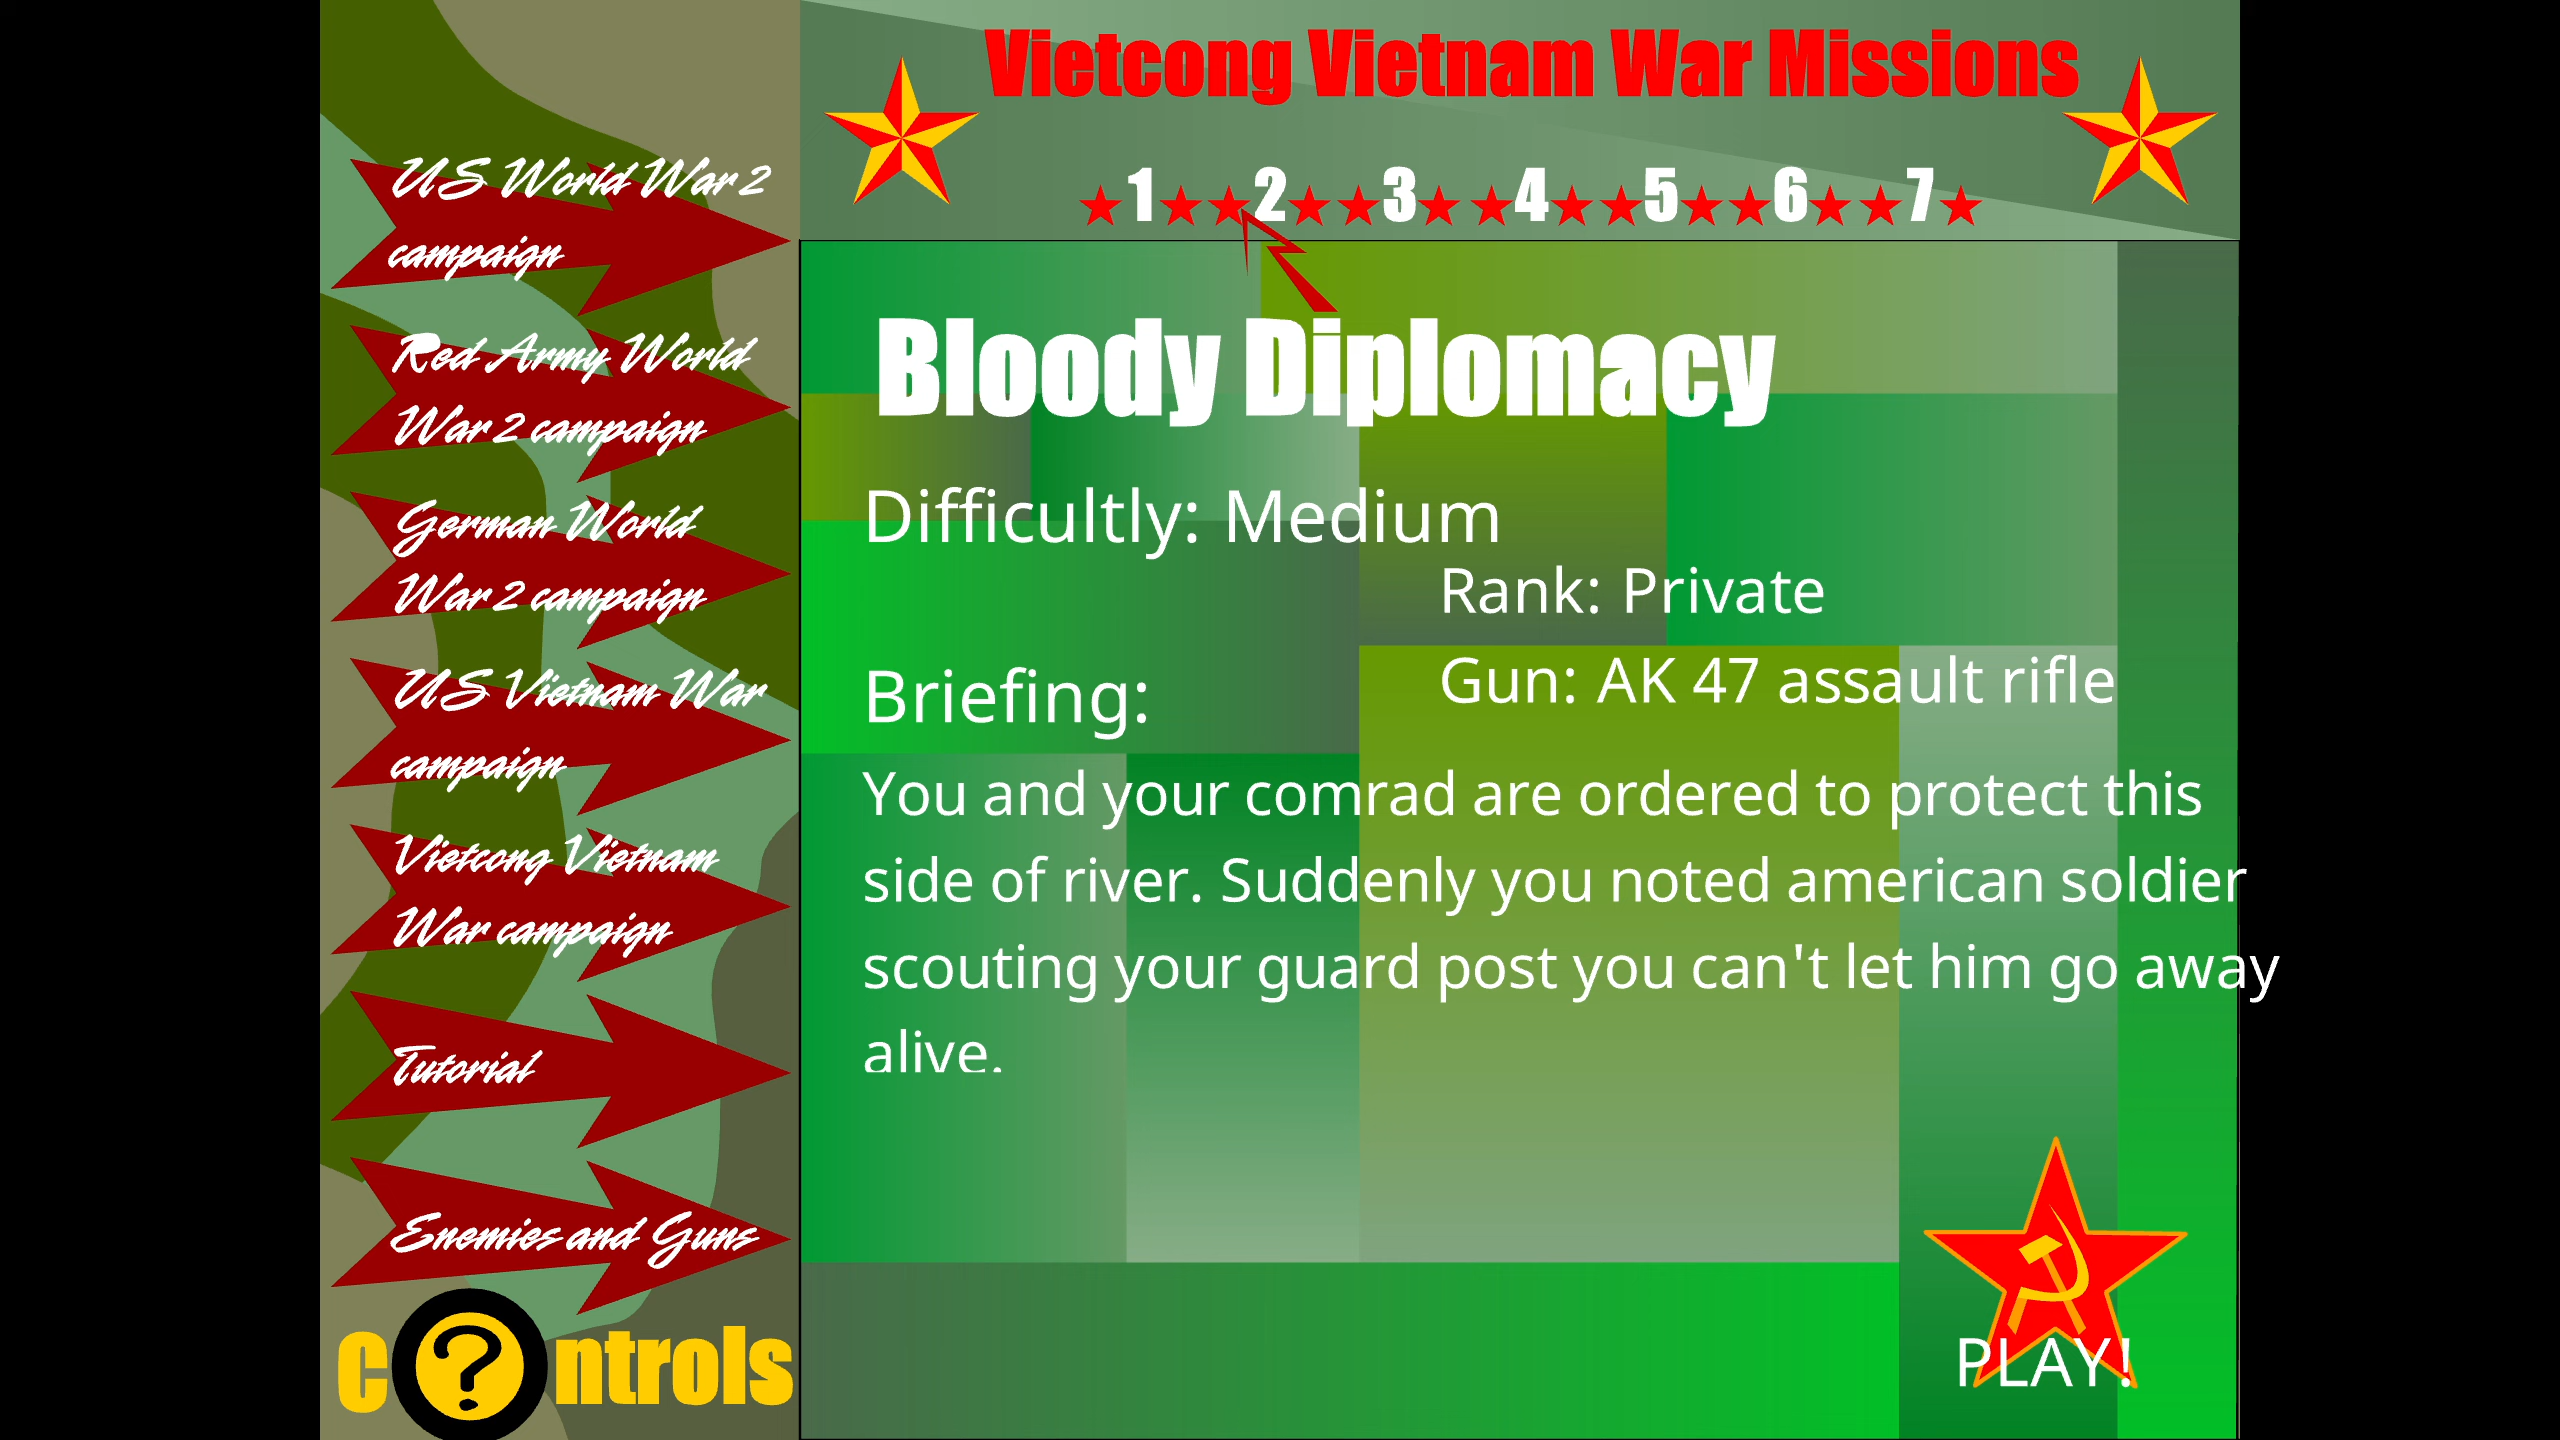 Vietcong Vietnam War Missions
1 2 3 4 5 6 7
US World War 2
campaign
Red Army World
War 2 campaign
German World
War 2 campaign
US Vietnam War
campaign
Vietcong Vietnam
War campaign
Tutorial
Enemies and Guns
c?ntrols
Bloody Diplomacy
Difficultly: Medium
Rank: Private
Gun: AK 47 assault rifle
Briefing:
You and your comrad are ordered to protect this
side of river. Suddenly you noted american soldier
scouting your guard post you can't let him go away
alive.
PLAY!